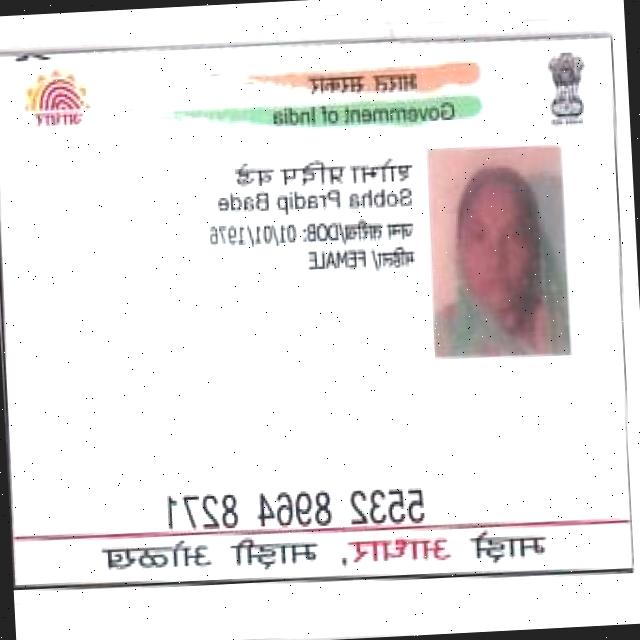 भारत सरकार
Government of India
आधार
शोभा प्रदिप बडे
Sobha Pradip Bade
जन्म तारीख/DOB: 01/01/1976
महिला/ FEMALE
5532 8964 8271
माझे आधार, माझी ओळख